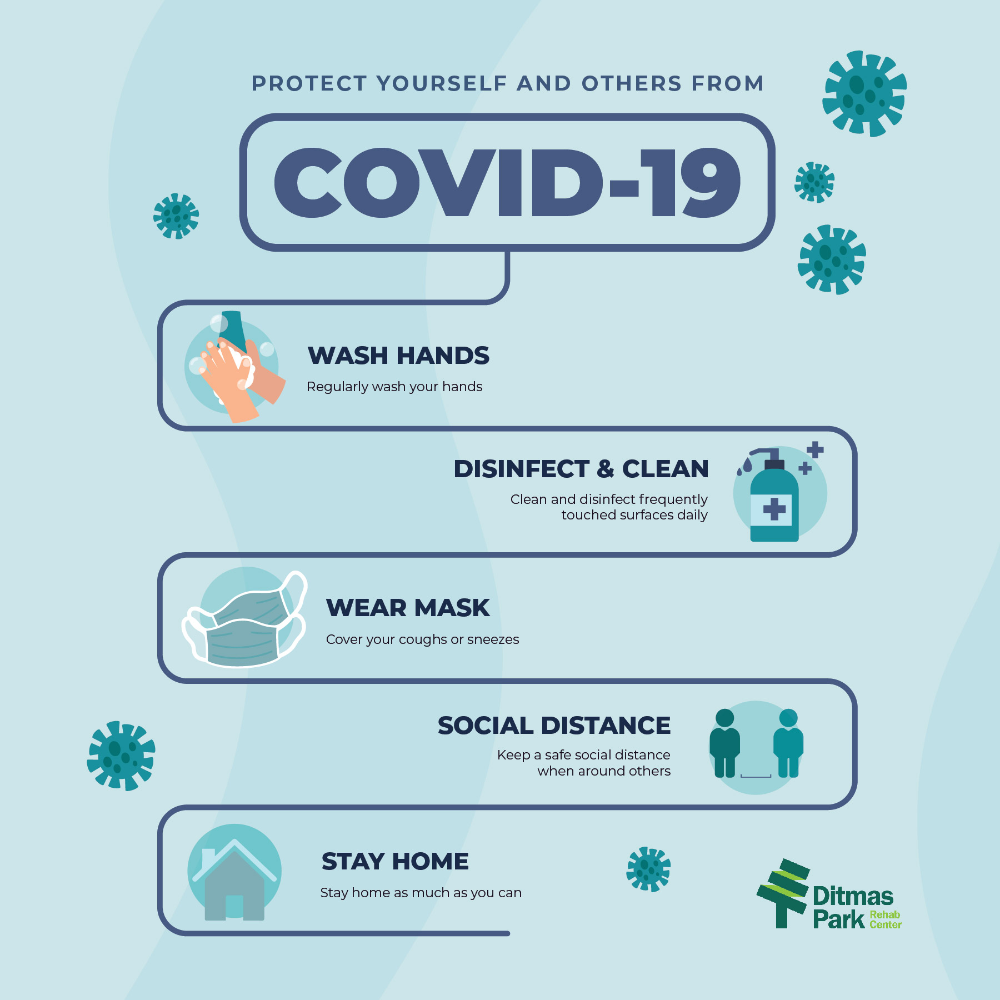 PROTECT YOURSELF AND OTHERS FROM
COVID-19
WASH HANDS
Regularly wash your hands
DISINFECT & CLEAN
Clean and disinfect frequently
touched surfaces daily
WEAR MASK
Cover your coughs or sneezes
SOCIAL DISTANCE
Keep a safe social distance
when around others
STAY HOME
Stay home as much as you can
Ditmas
Park Rehab
Center